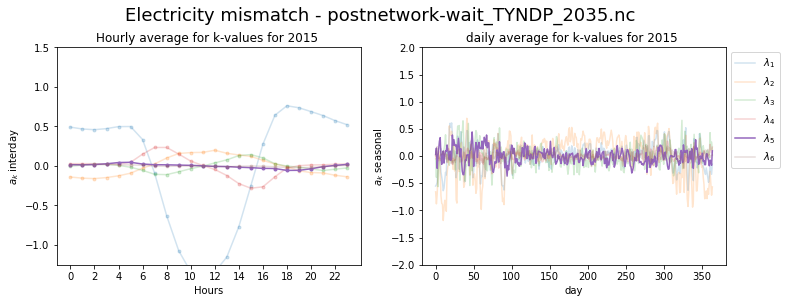 Electricity mismatch - postnetwork-wait_TYNDP_2035.nc
Hourly average for k-values for 2015
1.5
1.0
0.5
0.0
−0.5
−1.0
a_k interday
0 2 4 6 8 10 12 14 16 18 20 22
Hours
daily average for k-values for 2015
2.0
1.5
1.0
0.5
0.0
−0.5
−1.0
−1.5
−2.0
a_k seasonal
0 50 100 150 200 250 300 350
day
λ₁
λ₂
λ₃
λ₄
λ₅
λ₆